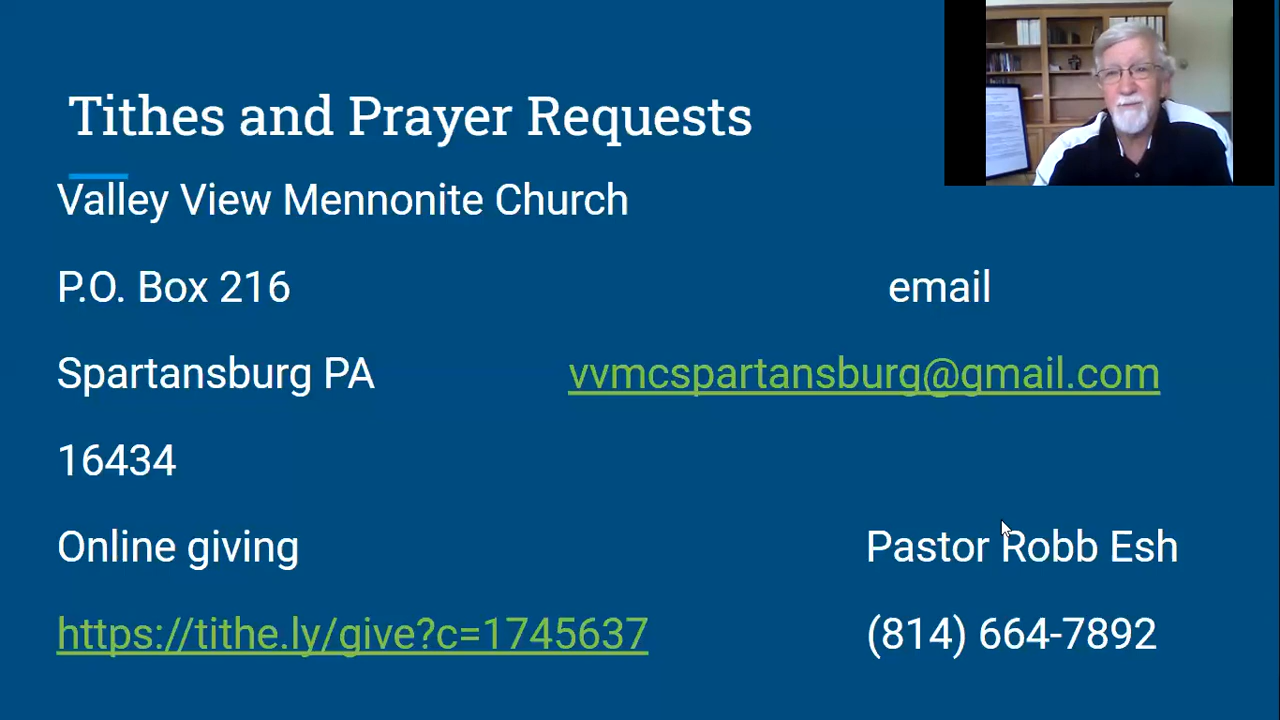 Tithes and Prayer Requests
Valley View Mennonite Church
P.O. Box 216 email
Spartansburg PA vvmcspartansburg@gmail.com
16434
Online giving Pastor Robb Esh
https://tithe.ly/give?c=1745637 (814) 664-7892